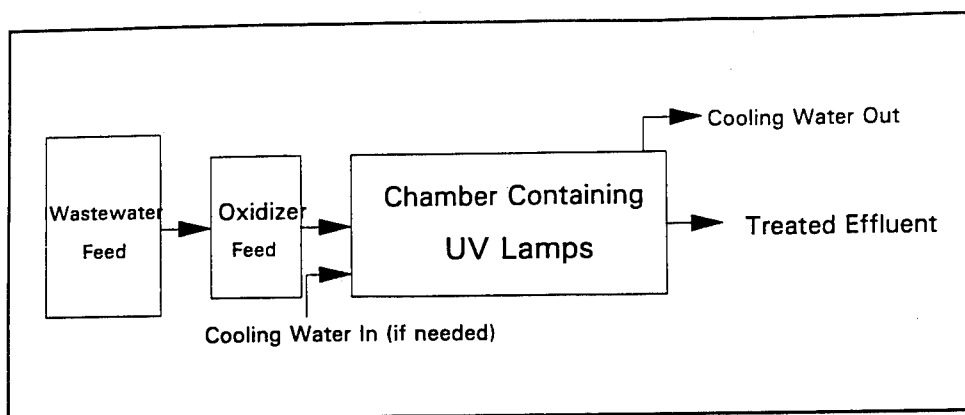 Wastewater
Feed
Oxidizer
Feed
Chamber Containing
UV Lamps
Cooling Water Out
Treated Effluent
Cooling Water In (if needed)